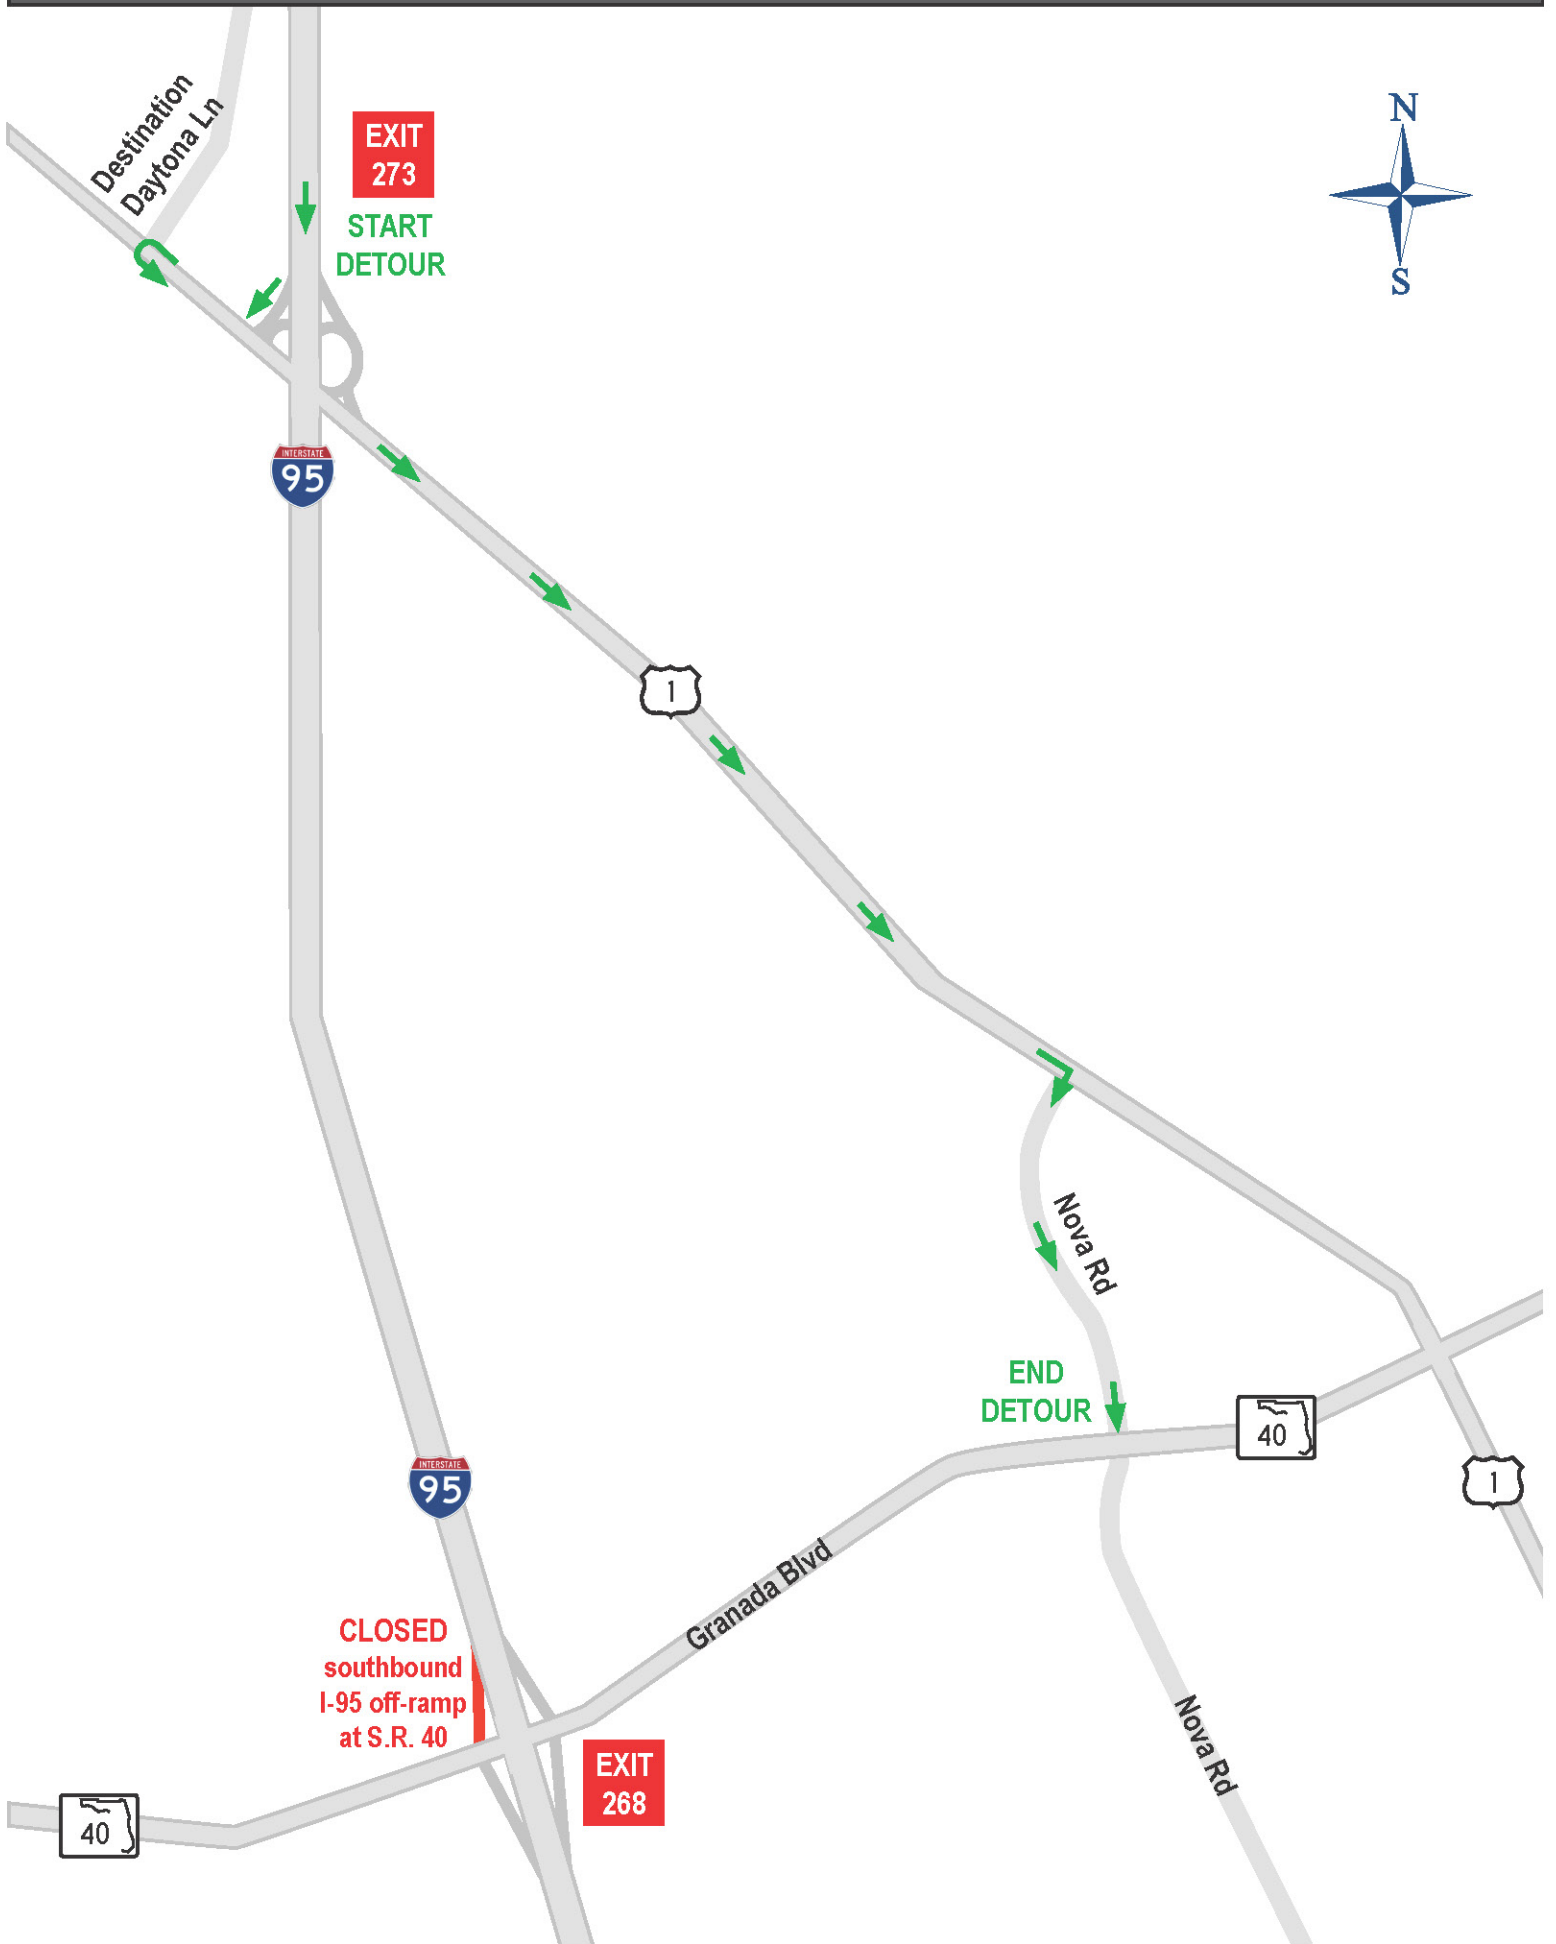 Destination
Daytona Ln
EXIT
273
START
DETOUR
N
S
INTERSTATE
95
1
Nova Rd
END
DETOUR
40
1
INTERSTATE
95
Granada Blvd
CLOSED
southbound
I-95 off-ramp
at S.R. 40
EXIT
268
Nova Rd
40